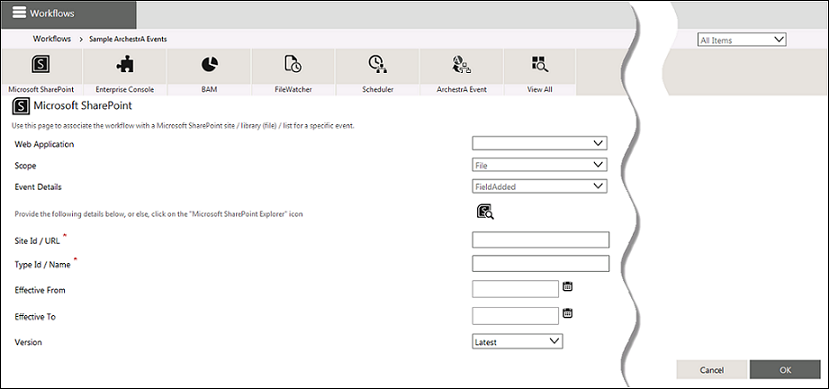 Workflows
Workflows > Sample ArchestrA Events
All Items
Microsoft SharePoint
Enterprise Console
BAM
FileWatcher
Scheduler
ArchestrA Event
View All
S Microsoft SharePoint
Use this page to associate the workflow with a Microsoft SharePoint site / library (file) / list for a specific event.
Web Application
Scope File
Event Details FieldAdded
Provide the following details below, or else, click on the "Microsoft SharePoint Explorer" icon
Site Id / URL *
Type Id / Name *
Effective From
Effective To
Version Latest
Cancel OK